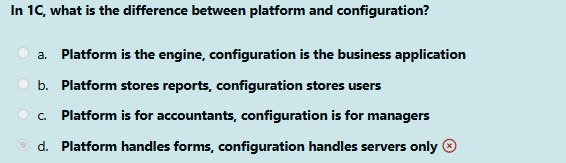 In 1C, what is the difference between platform and configuration?
a. Platform is the engine, configuration is the business application
b. Platform stores reports, configuration stores users
c. Platform is for accountants, configuration is for managers
d. Platform handles forms, configuration handles servers only